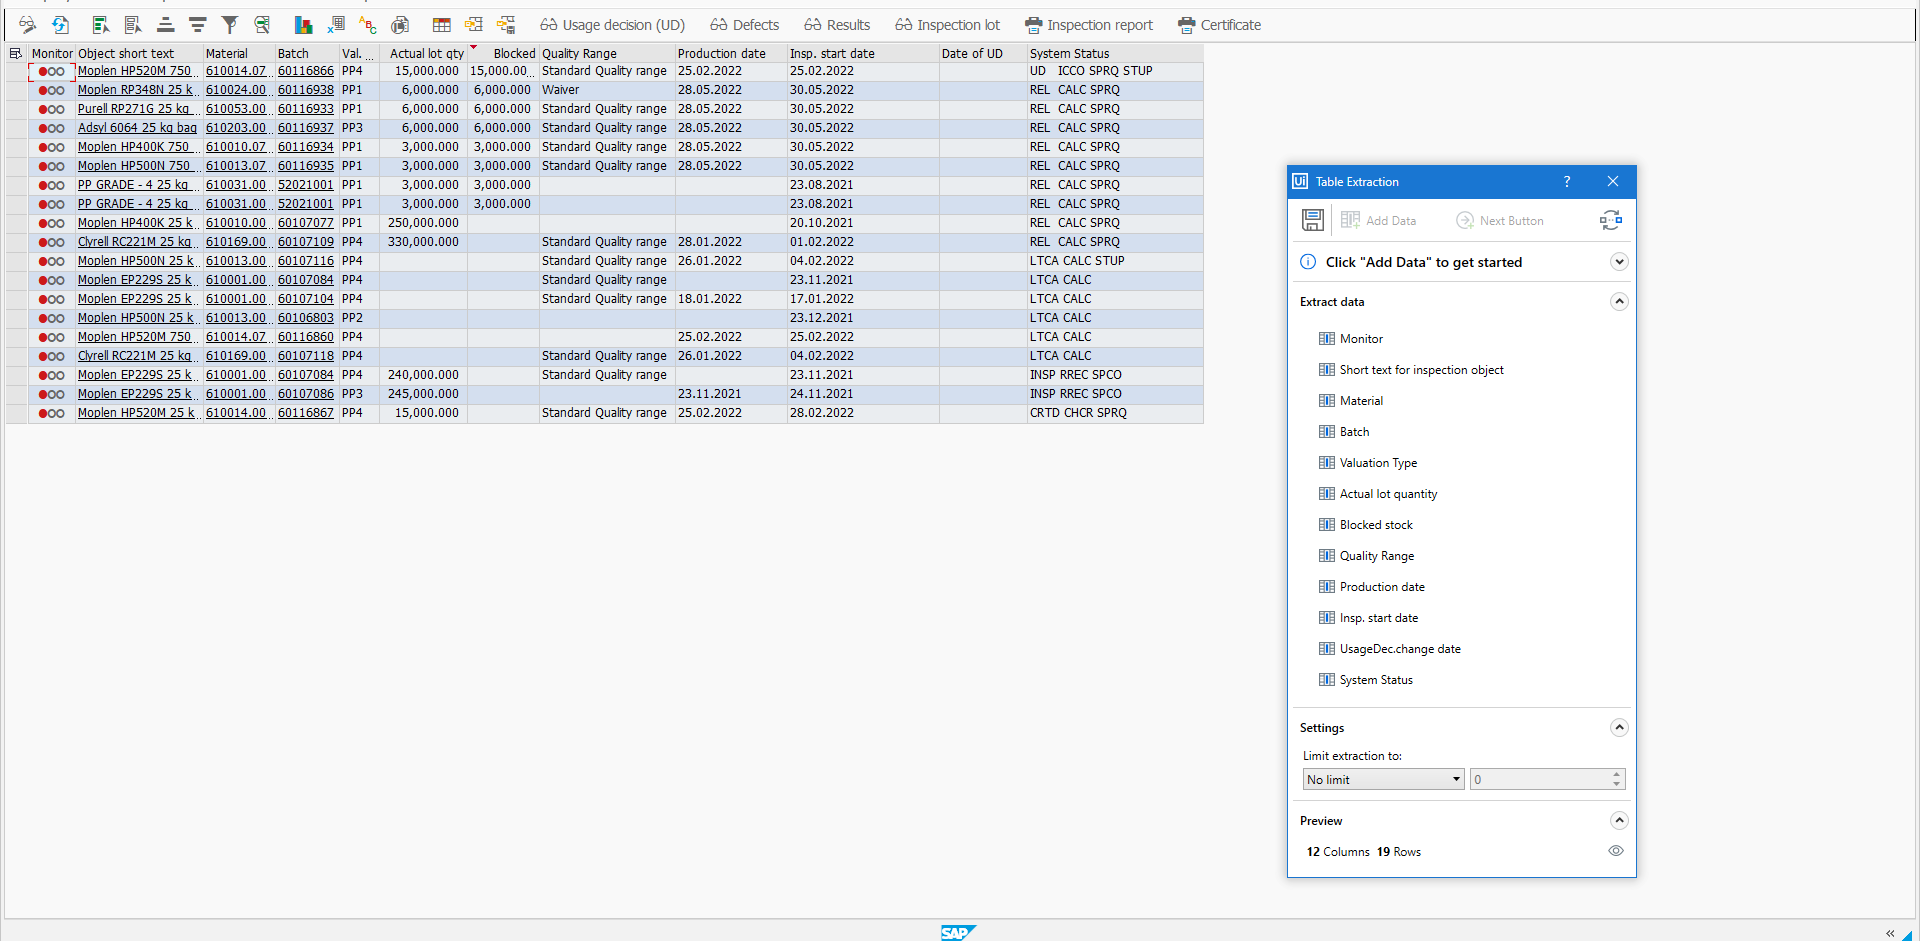 Usage decision (UD) Defects Results Inspection lot Inspection report Certificate
Monitor Object short text Material Batch Val. ... Actual lot qty Blocked Quality Range Production date Insp. start date Date of UD System Status
Moplen HP520M 750 .. 610014.07.. 60116866 PP4 15,000.000 15,000.00.. Standard Quality range 25.02.2022 25.02.2022 UD ICCO SPRQ STUP
Moplen RP348N 25 k.. 610024.00.. 60116938 PP1 6,000.000 6,000.000 Waiver 28.05.2022 30.05.2022 REL CALC SPRQ
Purell RP271G 25 kg .. 610053.00.. 60116933 PP1 6,000.000 6,000.000 Standard Quality range 28.05.2022 30.05.2022 REL CALC SPRQ
Adsyl 6064 25 kg bag 610203.00.. 60116937 PP3 6,000.000 6,000.000 Standard Quality range 28.05.2022 30.05.2022 REL CALC SPRQ
Moplen HP400K 750 .. 610010.07.. 60116934 PP1 3,000.000 3,000.000 Standard Quality range 28.05.2022 30.05.2022 REL CALC SPRQ
Moplen HP500N 750 .. 610013.07.. 60116935 PP1 3,000.000 3,000.000 Standard Quality range 28.05.2022 30.05.2022 REL CALC SPRQ
PP GRADE - 4 25 kg .. 610031.00.. 52021001 PP1 3,000.000 3,000.000 23.08.2021 REL CALC SPRQ
PP GRADE - 4 25 kg .. 610031.00.. 52021001 PP1 3,000.000 3,000.000 23.08.2021 REL CALC SPRQ
Moplen HP400K 25 k.. 610010.00.. 60107077 PP1 250,000.000 20.10.2021 REL CALC SPRQ
Clyrell RC221M 25 kg.. 610169.00.. 60107109 PP4 330,000.000 Standard Quality range 28.01.2022 01.02.2022 REL CALC SPRQ
Moplen HP500N 25 k.. 610013.00.. 60107116 PP4 Standard Quality range 26.01.2022 04.02.2022 LTCA CALC STUP
Moplen EP229S 25 k.. 610001.00.. 60107084 PP4 Standard Quality range 23.11.2021 LTCA CALC
Moplen EP229S 25 k.. 610001.00.. 60107104 PP4 Standard Quality range 18.01.2022 17.01.2022 LTCA CALC
Moplen HP500N 25 k.. 610013.00.. 60106803 PP2 23.12.2021 LTCA CALC
Moplen HP520M 750 .. 610014.07.. 60116860 PP4 25.02.2022 25.02.2022 LTCA CALC
Clyrell RC221M 25 kg.. 610169.00.. 60107118 PP4 Standard Quality range 26.01.2022 04.02.2022 LTCA CALC
Moplen EP229S 25 k.. 610001.00.. 60107084 PP4 240,000.000 Standard Quality range 23.11.2021 INSP RREC SPCO
Moplen EP229S 25 k.. 610001.00.. 60107086 PP3 245,000.000 23.11.2021 24.11.2021 INSP RREC SPCO
Moplen HP520M 25 k.. 610014.00.. 60116867 PP4 15,000.000 Standard Quality range 25.02.2022 28.02.2022 CRTD CHCR SPRQ
Ui Table Extraction ?
Add Data Next Button
Click "Add Data" to get started
Extract data
Monitor
Short text for inspection object
Material
Batch
Valuation Type
Actual lot quantity
Blocked stock
Quality Range
Production date
Insp. start date
UsageDec.change date
System Status
Settings
Limit extraction to:
No limit 0
Preview
12 Columns 19 Rows
SAP